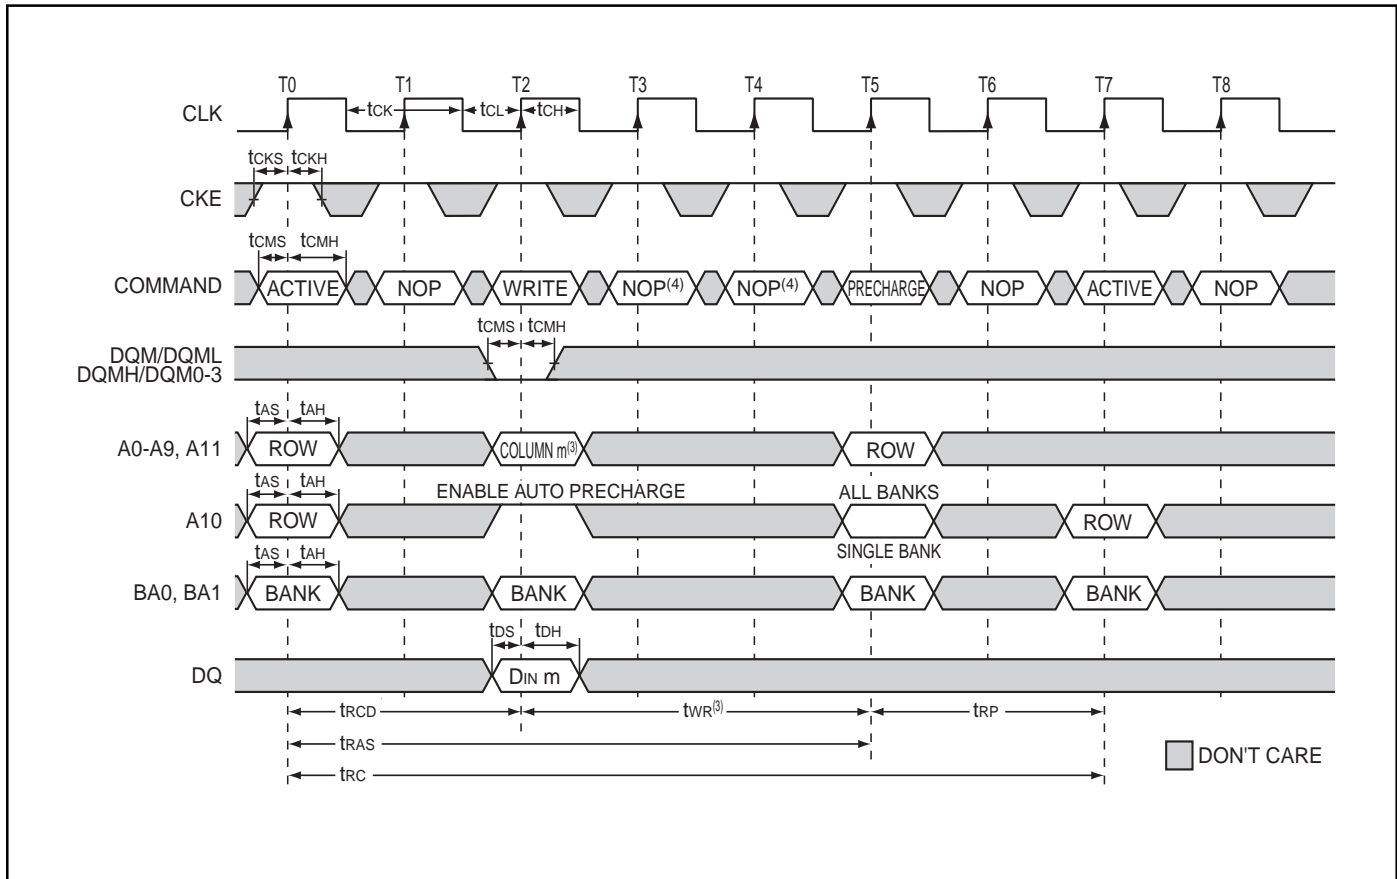 T0 T1 T2 T3 T4 T5 T6 T7 T8
CLK tCK tCL tCH
tCKS tCKH
CKE
tCMS tCMH
COMMAND ACTIVE NOP WRITE NOP(4) NOP(4) PRECHARGE NOP ACTIVE NOP
tCMS tCMH
DQM/DQML
DQMH/DQM0-3
tAS tAH
A0-A9, A11 ROW COLUMN m(3) ROW
tAS tAH ENABLE AUTO PRECHARGE ALL BANKS
A10 ROW ROW
tAS tAH SINGLE BANK
BA0, BA1 BANK BANK BANK BANK
tDS tDH
DQ DIN m
tRCD tWR(3) tRP
tRAS
DON'T CARE
tRC